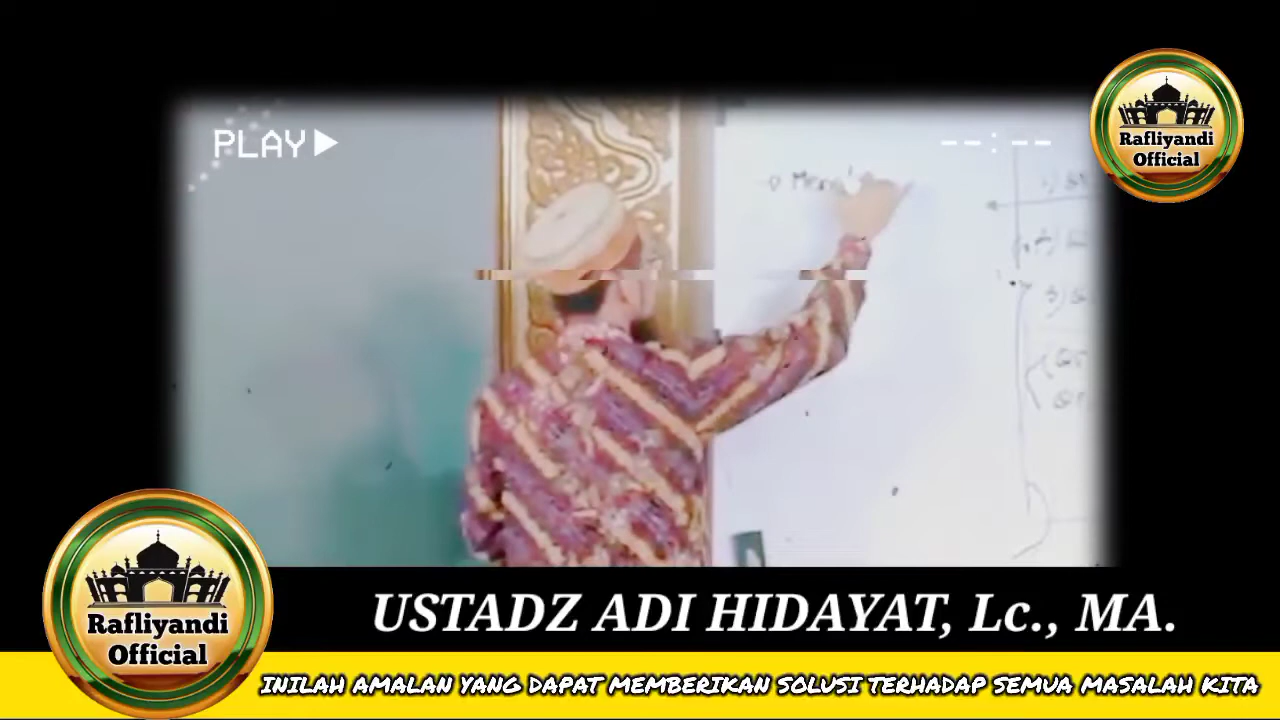 PLAY
--:--
Rafliyandi
Official
Rafliyandi
Official
USTADZ ADI HIDAYAT, Lc., MA.
INILAH AMALAN YANG DAPAT MEMBERIKAN SOLUSI TERHADAP SEMUA MASALAH KITA